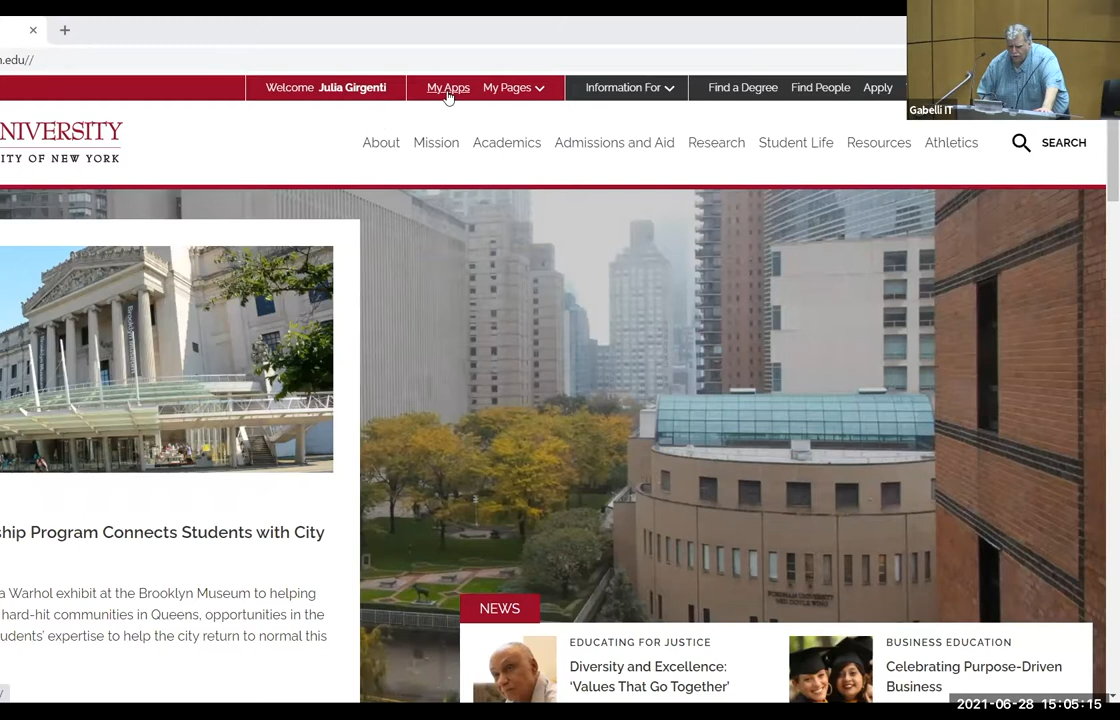 m.edu//
Welcome Julia Girgenti
My Apps
My Pages
Information For
Find a Degree
Find People
Apply
Gabelli IT
NIVERSITY
CITY OF NEW YORK
About
Mission
Academics
Admissions and Aid
Research
Student Life
Resources
Athletics
SEARCH
ship Program Connects Students with City
a Warhol exhibit at the Brooklyn Museum to helping
hard-hit communities in Queens, opportunities in the
udents' expertise to help the city return to normal this
NEWS
EDUCATING FOR JUSTICE
Diversity and Excellence:
'Values That Go Together'
BUSINESS EDUCATION
Celebrating Purpose-Driven
Business
2021-06-28 15:05:15